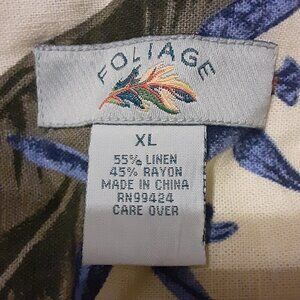 FOLIAGE
XL
55% LINEN
45% RAYON
MADE IN CHINA
RN99424
CARE OVER